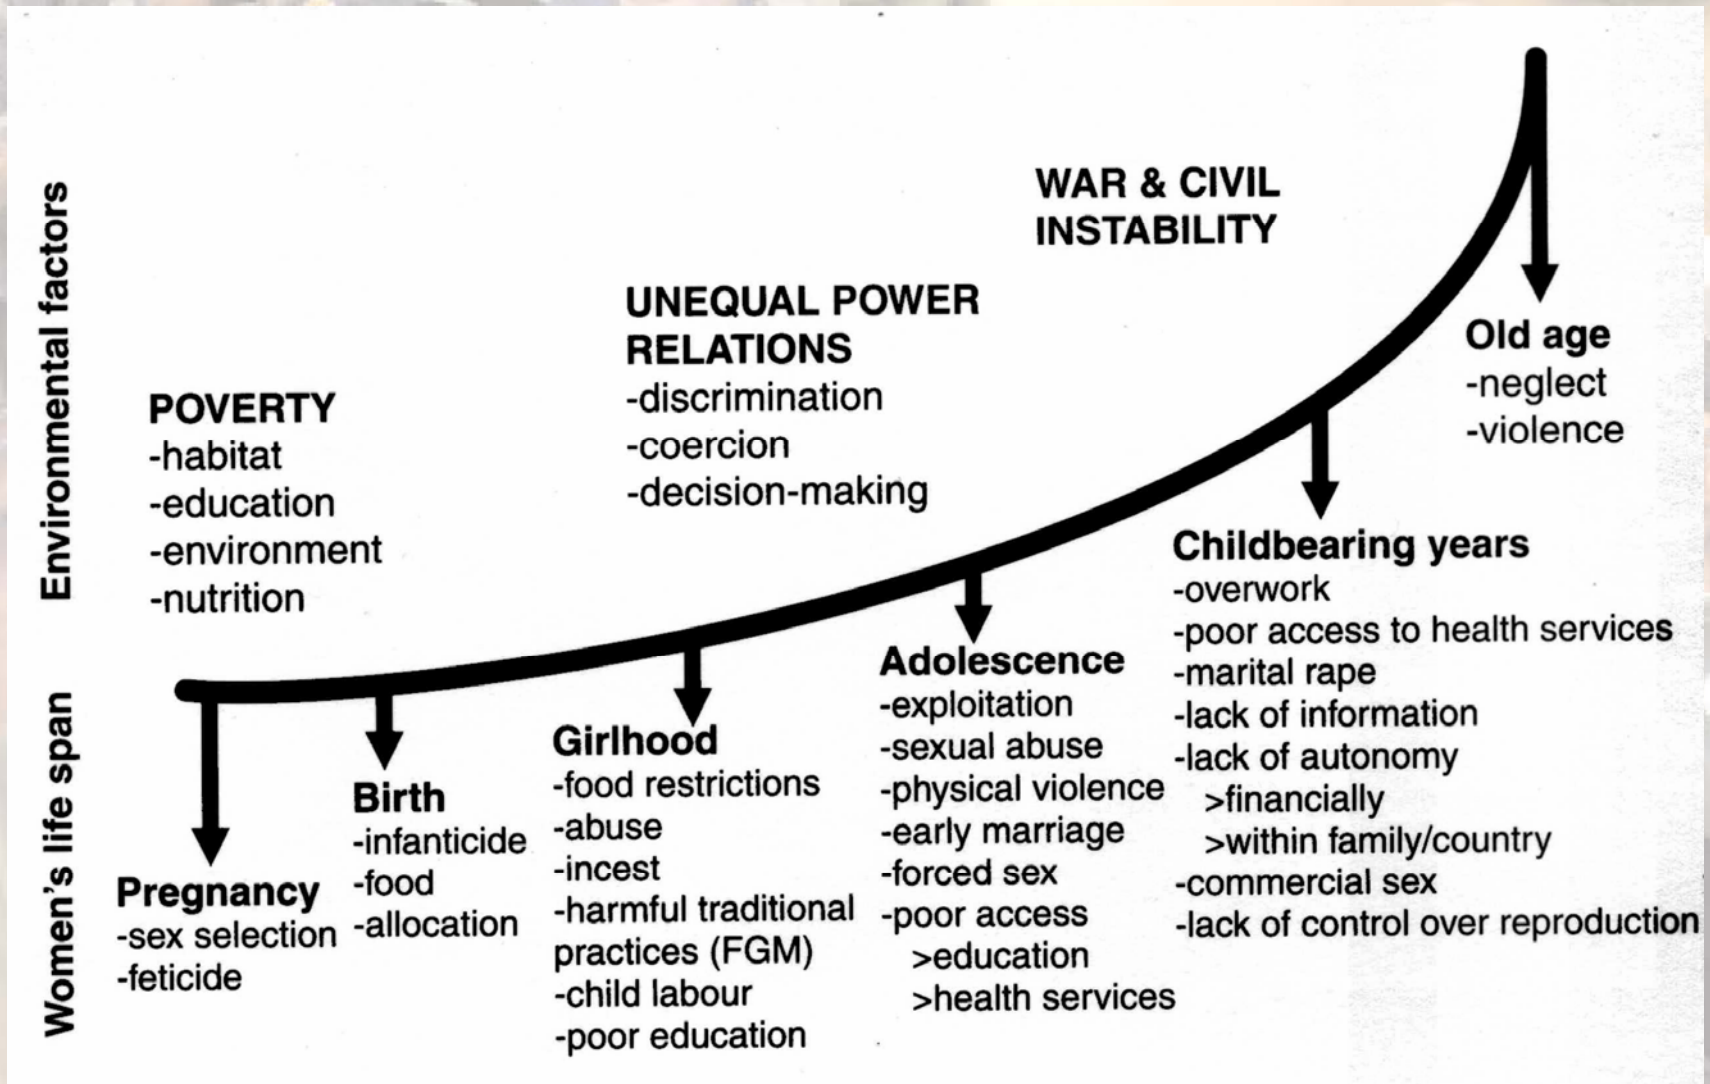 Environmental factors
POVERTY
-habitat
-education
-environment
-nutrition
UNEQUAL POWER
RELATIONS
-discrimination
-coercion
-decision-making
WAR & CIVIL
INSTABILITY
Women's life span
Pregnancy
-sex selection
-feticide
Birth
-infanticide
-food
-allocation
Girlhood
-food restrictions
-abuse
-incest
-harmful traditional
practices (FGM)
-child labour
-poor education
Adolescence
-exploitation
-sexual abuse
-physical violence
-early marriage
-forced sex
-poor access
>education
>health services
Childbearing years
-overwork
-poor access to health services
-marital rape
-lack of information
-lack of autonomy
>financially
>within family/country
-commercial sex
-lack of control over reproduction
Old age
-neglect
-violence